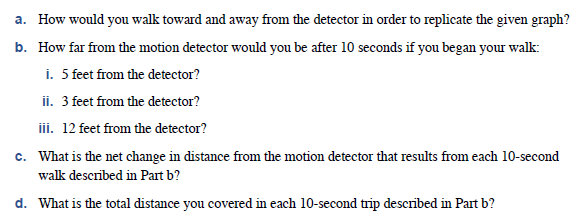 a. How would you walk toward and away from the detector in order to replicate the given graph?
b. How far from the motion detector would you be after 10 seconds if you began your walk:
i. 5 feet from the detector?
ii. 3 feet from the detector?
iii. 12 feet from the detector?
c. What is the net change in distance from the motion detector that results from each 10-second
walk described in Part b?
d. What is the total distance you covered in each 10-second trip described in Part b?